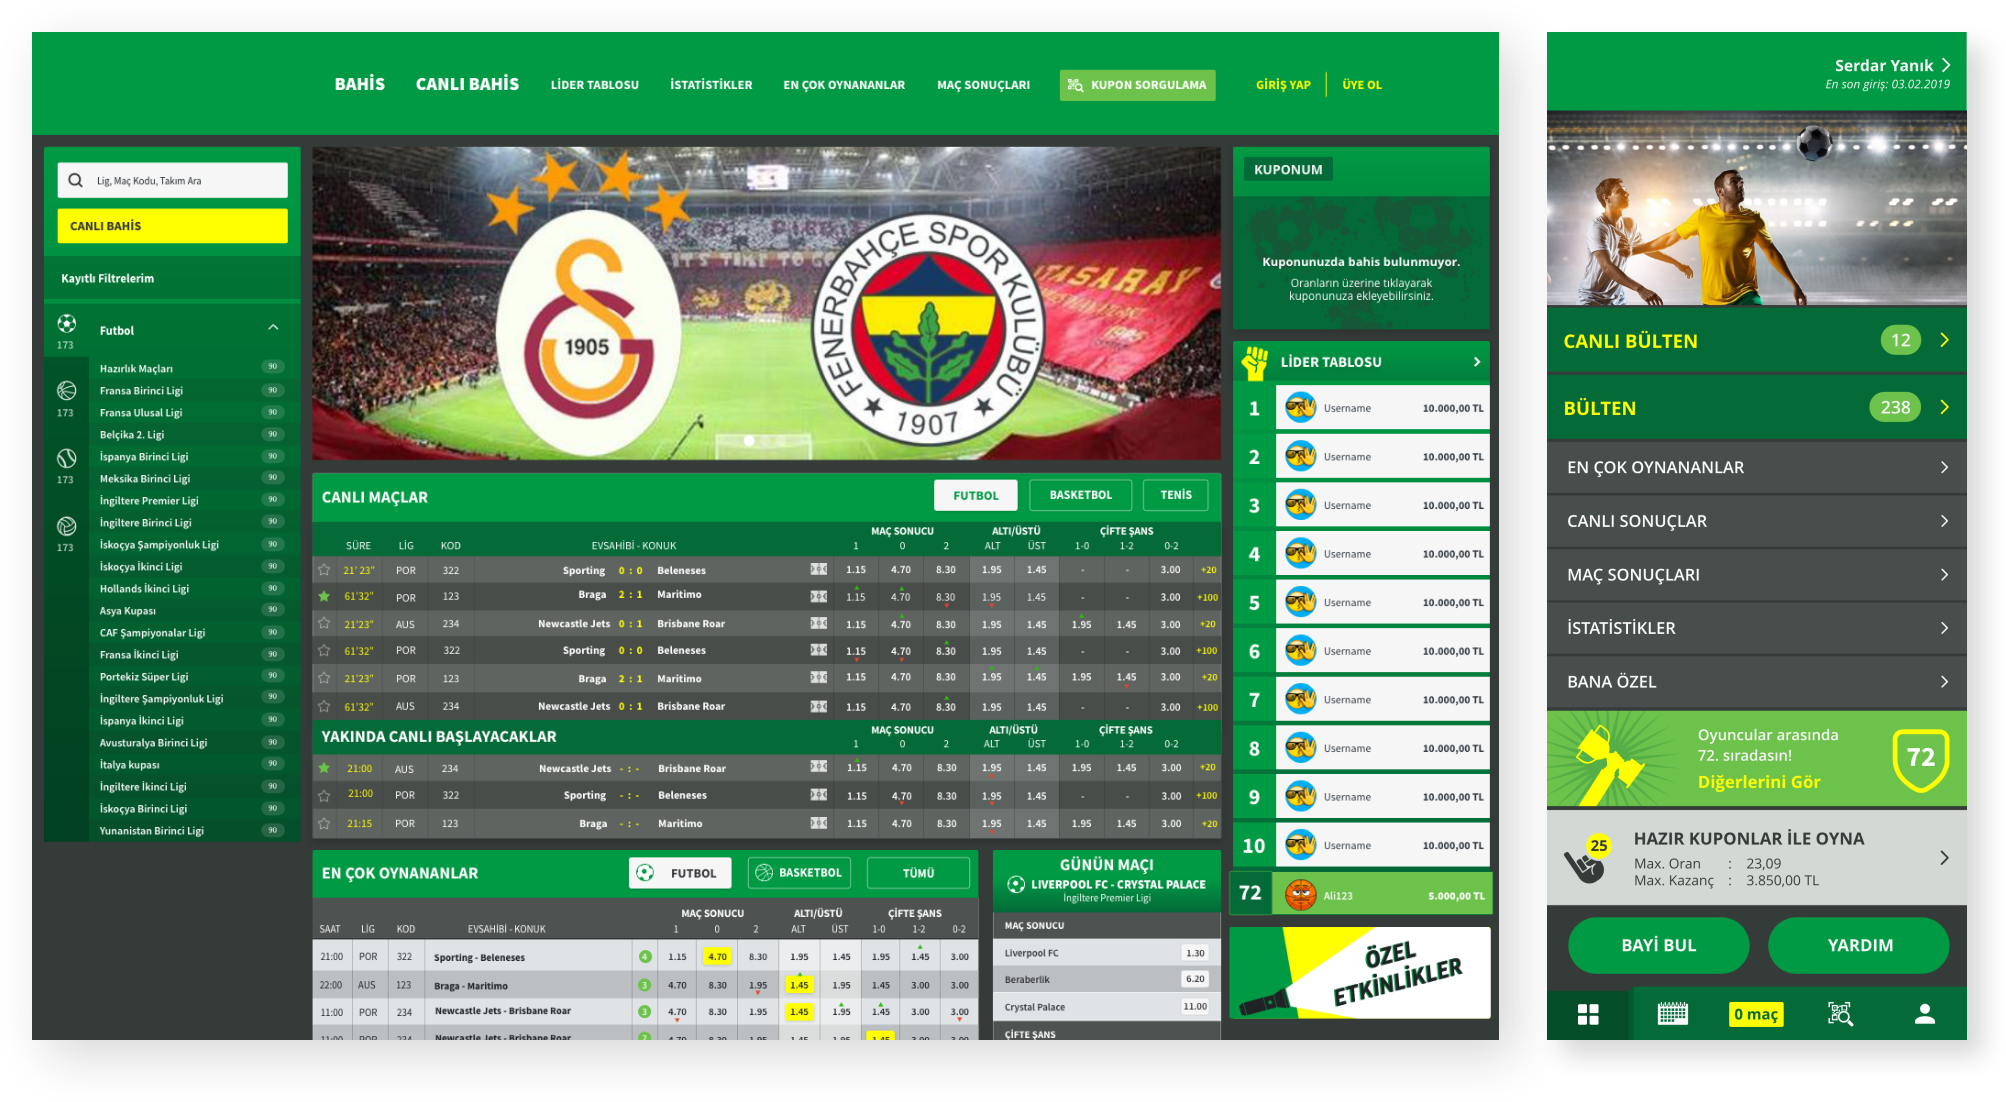 BAHİS CANLI BAHİS LİDER TABLOSU İSTATİSTİKLER EN ÇOK OYNANANLAR MAÇ SONUÇLARI KUPON SORGULAMA GİRİŞ YAP ÜYE OL
Lig, Maç Kodu, Takım Ara
CANLI BAHİS
Kayıtlı Filtrelerim
Futbol
173
173
173
173
Hazırlık Maçları 90
Fransa Birinci Ligi 90
Fransa Ulusal Ligi 90
Belçika 2. Ligi 90
İspanya Birinci Ligi 90
Meksika Birinci Ligi 90
İngiltere Premier Ligi 90
İngiltere Birinci Ligi 90
İskoçya Şampiyonluk Ligi 90
İskoçya İkinci Ligi 90
Hollands İkinci Ligi 90
Asya Kupası 90
CAF Şampiyonalar Ligi 90
Fransa İkinci Ligi 90
Portekiz Süper Ligi 90
İngiltere Şampiyonluk Ligi 90
İspanya İkinci Ligi 90
Avusturalya Birinci Ligi 90
İtalya kupası 90
İngiltere İkinci Ligi 90
İskoçya Birinci Ligi 90
Yunanistan Birinci Ligi 90
1905
FENERBAHÇE SPOR KULÜBÜ
1907
IT'S TIME TO
TASARAY
CANLI MAÇLAR FUTBOL BASKETBOL TENİS
MAÇ SONUCU ALTI/ÜSTÜ ÇİFTE ŞANS
SÜRE LİG KOD EVSAHİBİ - KONUK 1 0 2 ALT ÜST 1-0 1-2 0-2
21' 23" POR 322 Sporting 0 : 0 Beleneses 1.15 4.70 8.30 1.95 1.45 - - 3.00 +20
61'32" POR 123 Braga 2 : 1 Maritimo 1.15 4.70 8.30 1.95 1.45 - - 3.00 +100
21'23" AUS 234 Newcastle Jets 0 : 1 Brisbane Roar 1.15 4.70 8.30 1.95 1.45 1.95 1.45 3.00 +20
61'32" POR 322 Sporting 0 : 0 Beleneses 1.15 4.70 8.30 1.95 1.45 - - 3.00 +100
21'23" POR 123 Braga 2 : 1 Maritimo 1.15 4.70 8.30 1.95 1.45 1.95 1.45 3.00 +20
61'32" AUS 234 Newcastle Jets 0 : 1 Brisbane Roar 1.15 4.70 8.30 1.95 1.45 - - 3.00 +100
YAKINDA CANLI BAŞLAYACAKLAR
MAÇ SONUCU ALTI/ÜSTÜ ÇİFTE ŞANS
1 0 2 ALT ÜST 1-0 1-2 0-2
21:00 AUS 234 Newcastle Jets - : - Brisbane Roar 1.15 4.70 8.30 1.95 1.45 1.95 1.45 3.00 +20
21:00 POR 322 Sporting - : - Beleneses 1.15 4.70 8.30 1.95 1.45 - - 3.00 +100
21:15 POR 123 Braga - : - Maritimo 1.15 4.70 8.30 1.95 1.45 1.95 1.45 3.00 +20
EN ÇOK OYNANANLAR FUTBOL BASKETBOL TÜMÜ
MAÇ SONUCU ALTI/ÜSTÜ ÇİFTE ŞANS
SAAT LİG KOD EVSAHİBİ - KONUK 1 0 2 ALT ÜST 1-0 1-2 0-2
21:00 POR 322 Sporting - Beleneses 4 1.15 4.70 8.30 1.95 1.45 1.95 1.45 3.00
22:00 AUS 123 Braga - Maritimo 3 4.70 8.30 1.95 1.45 1.95 1.45 3.00 3.00
11:00 POR 234 Newcastle Jets - Brisbane Roar 3 4.70 8.30 1.95 1.45 1.95 1.45 3.00 3.00
11:00 POR 234 Newcastle Jets - Brisbane Roar 2 4.70 8.30 1.95 1.45 1.95 1.45 3.00 3.00
GÜNÜN MAÇI
LIVERPOOL FC - CRYSTAL PALACE
İngiltere Premier Ligi
MAÇ SONUCU
Liverpool FC 1.30
Beraberlik 6.20
Crystal Palace 11.00
ÇİFTE ŞANS
KUPONUM
Kuponunuzda bahis bulunmuyor.
Oranların üzerine tıklayarak
kuponunuza ekleyebilirsiniz.
LİDER TABLOSU
1 Username 10.000,00 TL
2 Username 10.000,00 TL
3 Username 10.000,00 TL
4 Username 10.000,00 TL
5 Username 10.000,00 TL
6 Username 10.000,00 TL
7 Username 10.000,00 TL
8 Username 10.000,00 TL
9 Username 10.000,00 TL
10 Username 10.000,00 TL
72 Ali123 5.000,00 TL
ÖZEL
ETKİNLİKLER
Serdar Yanık
En son giriş: 03.02.2019
CANLI BÜLTEN 12
BÜLTEN 238
EN ÇOK OYNANANLAR
CANLI SONUÇLAR
MAÇ SONUÇLARI
İSTATİSTİKLER
BANA ÖZEL
Oyuncular arasında
72. sıradasın!
Diğerlerini Gör
72
25
HAZIR KUPONLAR İLE OYNA
Max. Oran : 23,09
Max. Kazanç : 3.850,00 TL
BAYİ BUL YARDIM
0 maç